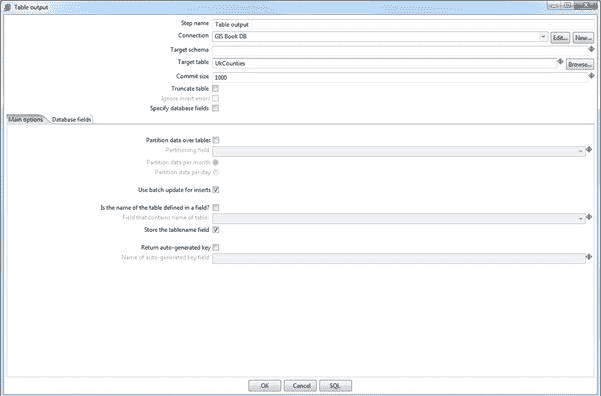 Table output
Step name Table output
Connection GIS Book DB Edit... New...
Target schema
Target table UkCounties Browse...
Commit size 1000
Truncate table
Ignore insert errors
Specify database fields
Main options Database fields
Partition data over tables
Partitioning field
Partition data per month
Partition data per day
Use batch update for inserts
Is the name of the table defined in a field?
Field that contains name of table:
Store the tablename field
Return auto-generated key
Name of auto-generated key field
OK Cancel SQL